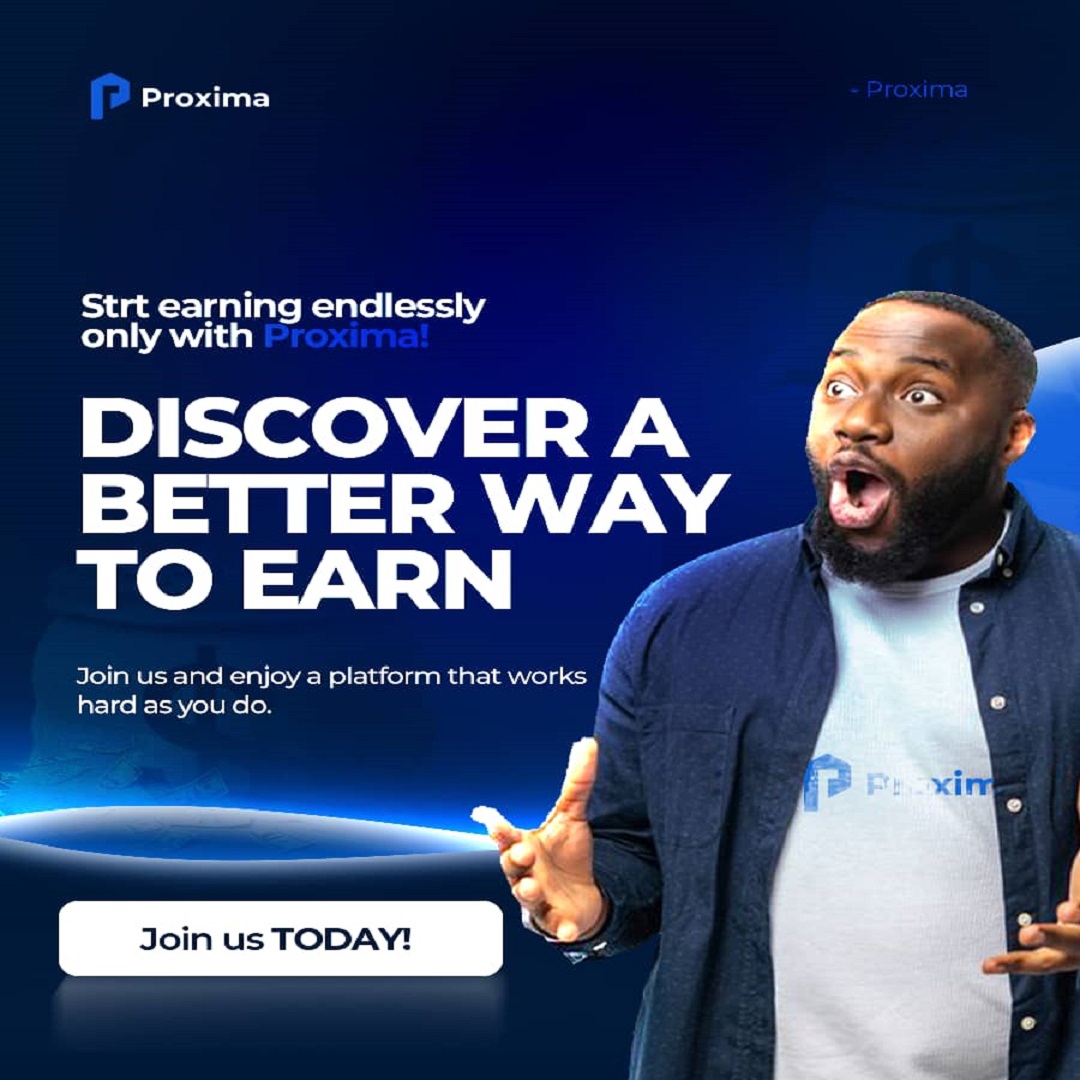 Proxima
- Proxima
Strt earning endlessly
only with Proxima!
DISCOVER A
BETTER WAY
TO EARN
Join us and enjoy a platform that works
hard as you do.
Proxim
Join us TODAY!